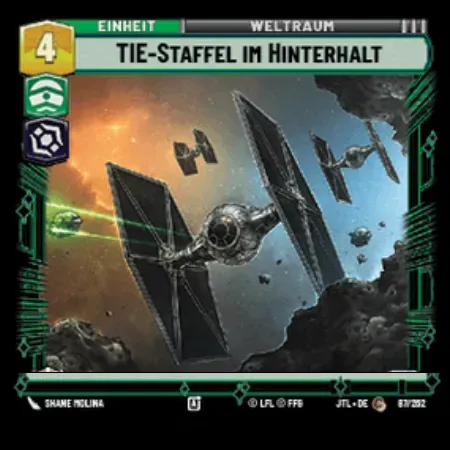 EINHEIT
WELTRAUM
4
TIE-STAFFEL IM HINTERHALT
SHANE MOLINA
© LFL © FFG
JTL • DE
87/262